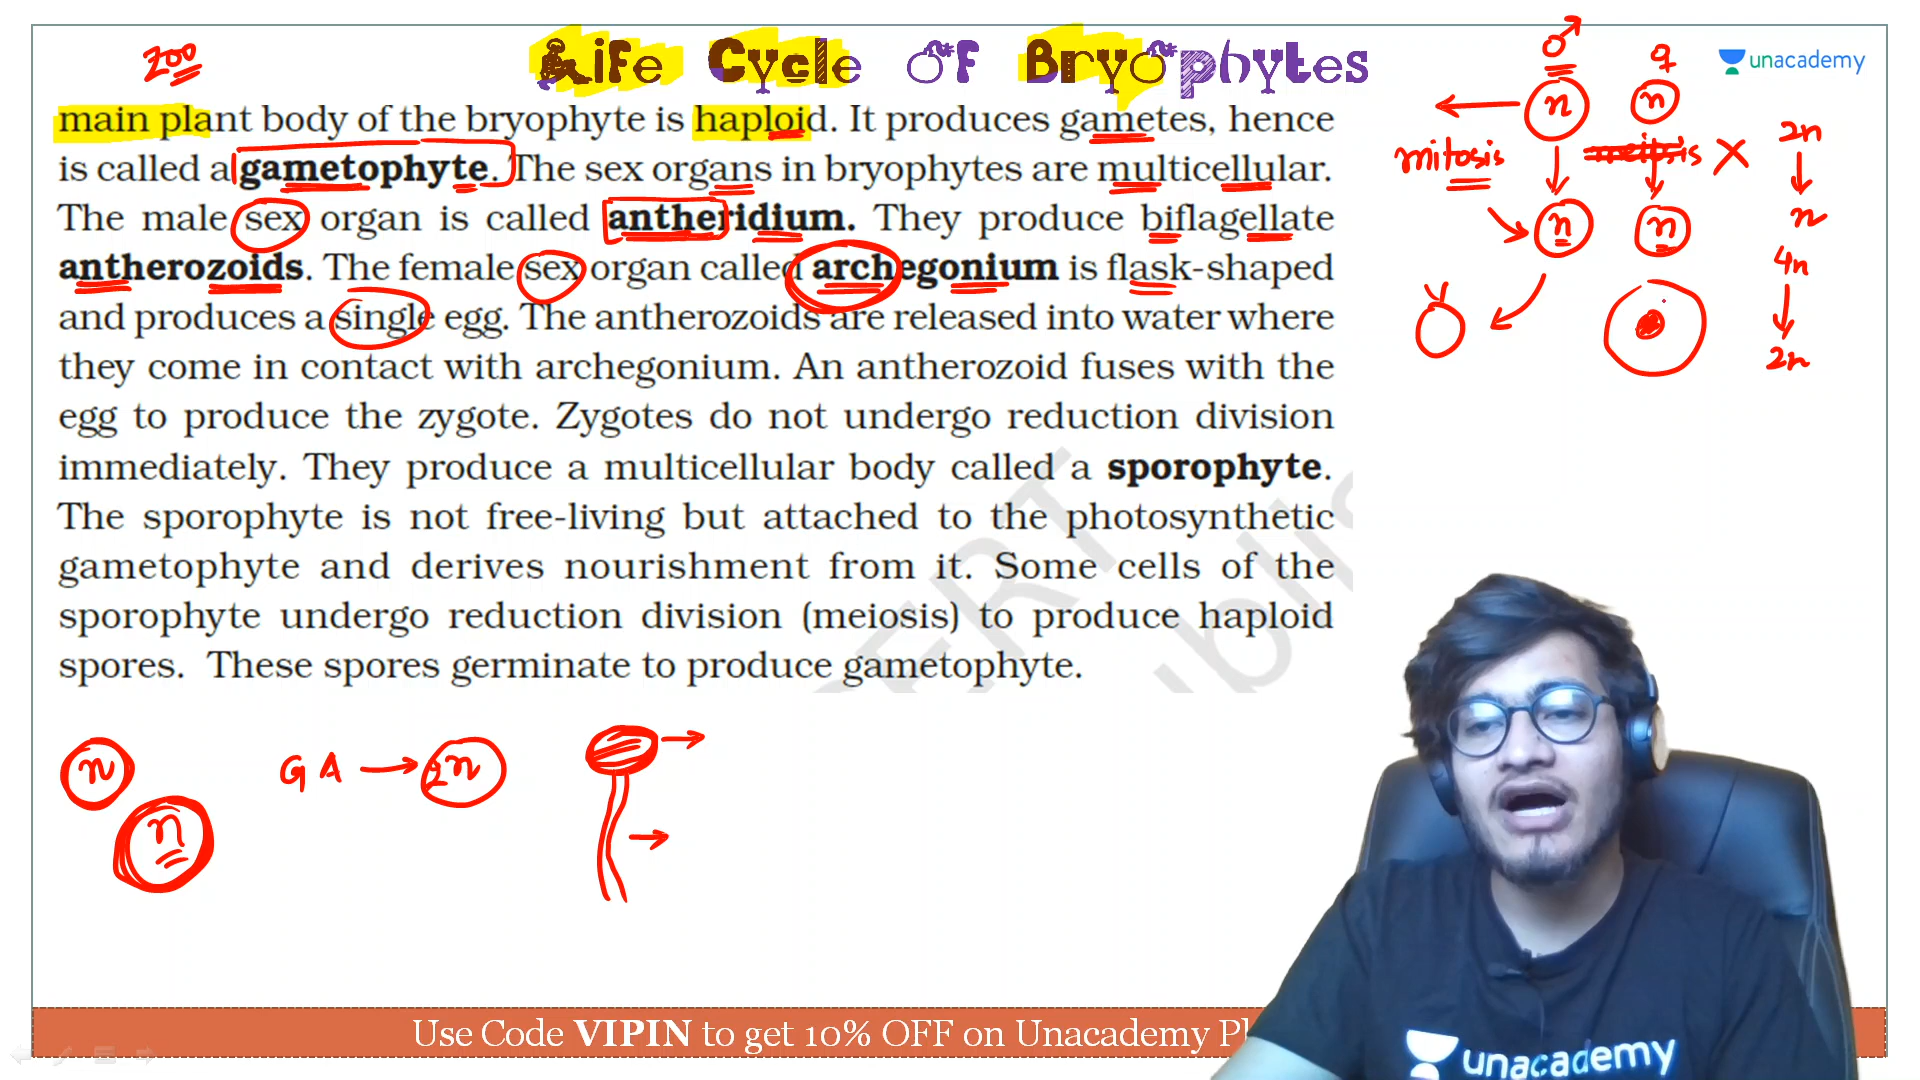 Life Cycle of Bryophytes
unacademy
200
main plant body of the bryophyte is haploid. It produces gametes, hence
is called a gametophyte. The sex organs in bryophytes are multicellular.
The male sex organ is called antheridium. They produce biflagellate
antherozoids. The female sex organ called archegonium is flask-shaped
and produces a single egg. The antherozoids are released into water where
they come in contact with archegonium. An antherozoid fuses with the
egg to produce the zygote. Zygotes do not undergo reduction division
immediately. They produce a multicellular body called a sporophyte.
The sporophyte is not free-living but attached to the photosynthetic
gametophyte and derives nourishment from it. Some cells of the
sporophyte undergo reduction division (meiosis) to produce haploid
spores. These spores germinate to produce gametophyte.
♂ ♀
n n
mitosis meiosis X 2n
n n n
4n
2n
n
n
G A → 2n
Use Code VIPIN to get 10% OFF on Unacademy Pl
unacademy